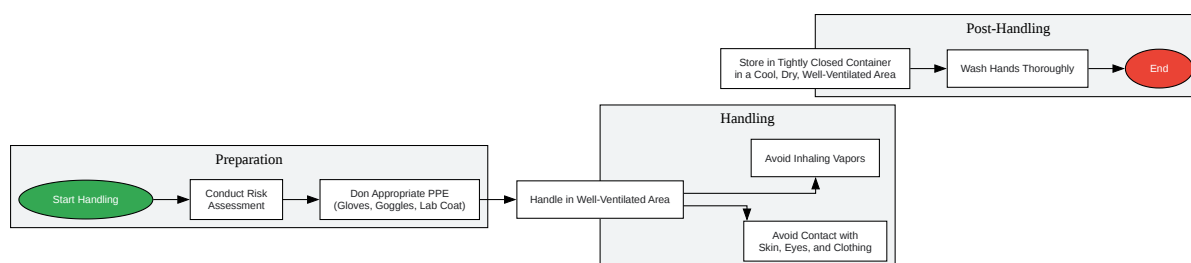 Post-Handling
Store in Tightly Closed Container
in a Cool, Dry, Well-Ventilated Area
Wash Hands Thoroughly
End
Handling
Avoid Inhaling Vapors
Preparation
Start Handling
Conduct Risk
Assessment
Don Appropriate PPE
(Gloves, Goggles, Lab Coat)
Handle in Well-Ventilated Area
Avoid Contact with
Skin, Eyes, and Clothing